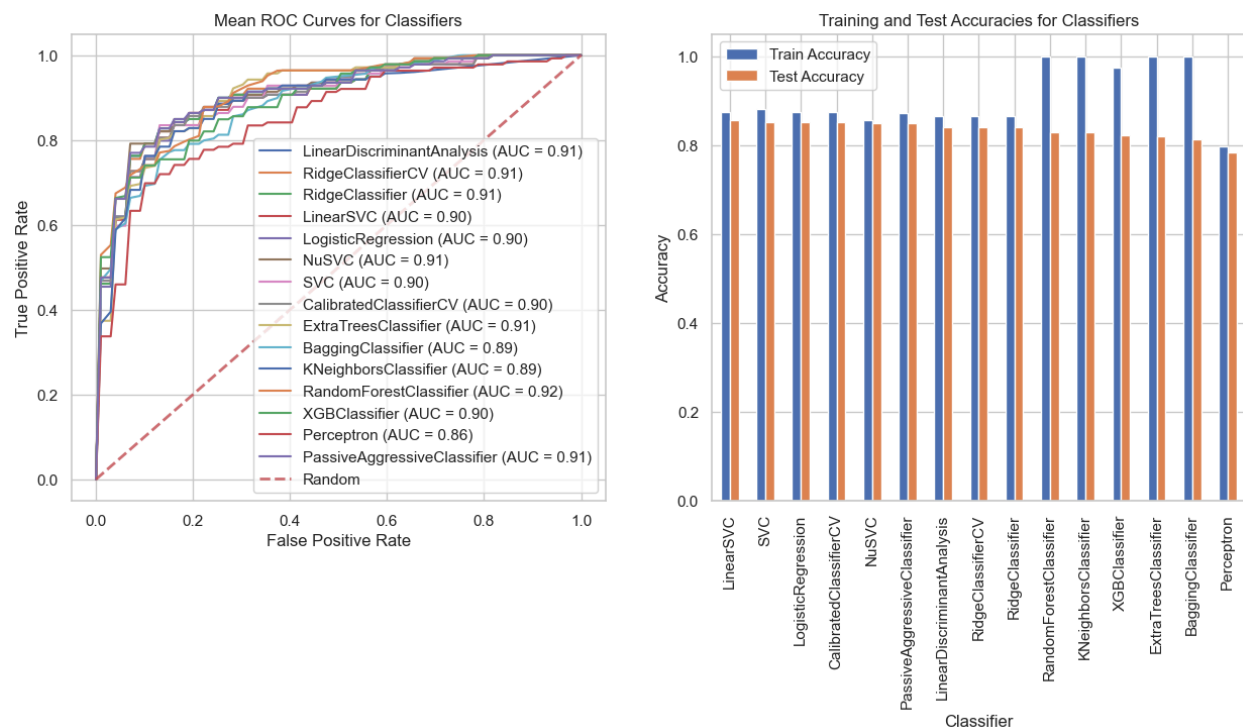 Mean ROC Curves for Classifiers
True Positive Rate
1.0
0.8
0.6
0.4
0.2
0.0
LinearDiscriminantAnalysis (AUC = 0.91)
RidgeClassifierCV (AUC = 0.91)
RidgeClassifier (AUC = 0.91)
LinearSVC (AUC = 0.90)
LogisticRegression (AUC = 0.90)
NuSVC (AUC = 0.91)
SVC (AUC = 0.90)
CalibratedClassifierCV (AUC = 0.90)
ExtraTreesClassifier (AUC = 0.91)
BaggingClassifier (AUC = 0.89)
KNeighborsClassifier (AUC = 0.89)
RandomForestClassifier (AUC = 0.92)
XGBClassifier (AUC = 0.90)
Perceptron (AUC = 0.86)
PassiveAggressiveClassifier (AUC = 0.91)
Random
0.0 0.2 0.4 0.6 0.8 1.0
False Positive Rate
Training and Test Accuracies for Classifiers
Train Accuracy
Test Accuracy
Accuracy
1.0
0.8
0.6
0.4
0.2
0.0
LinearSVC
SVC
LogisticRegression
CalibratedClassifierCV
NuSVC
PassiveAggressiveClassifier
LinearDiscriminantAnalysis
RidgeClassifierCV
RidgeClassifier
RandomForestClassifier
KNeighborsClassifier
XGBClassifier
ExtraTreesClassifier
BaggingClassifier
Perceptron
Classifier